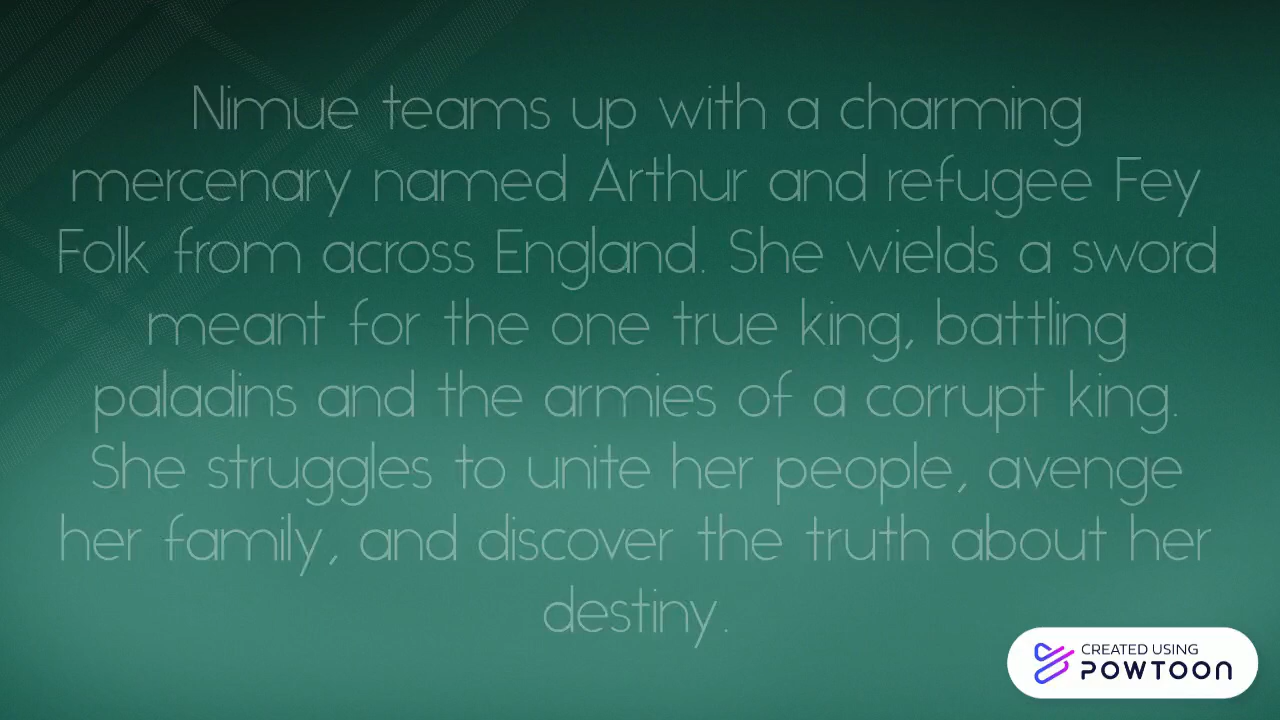 Nimue teams up with a charming
mercenary named Arthur and refugee Fey
Folk from across England. She wields a sword
meant for the one true king, battling
paladins and the armies of a corrupt king.
She struggles to unite her people, avenge
her family, and discover the truth about her
destiny.
CREATED USING
POWTOON